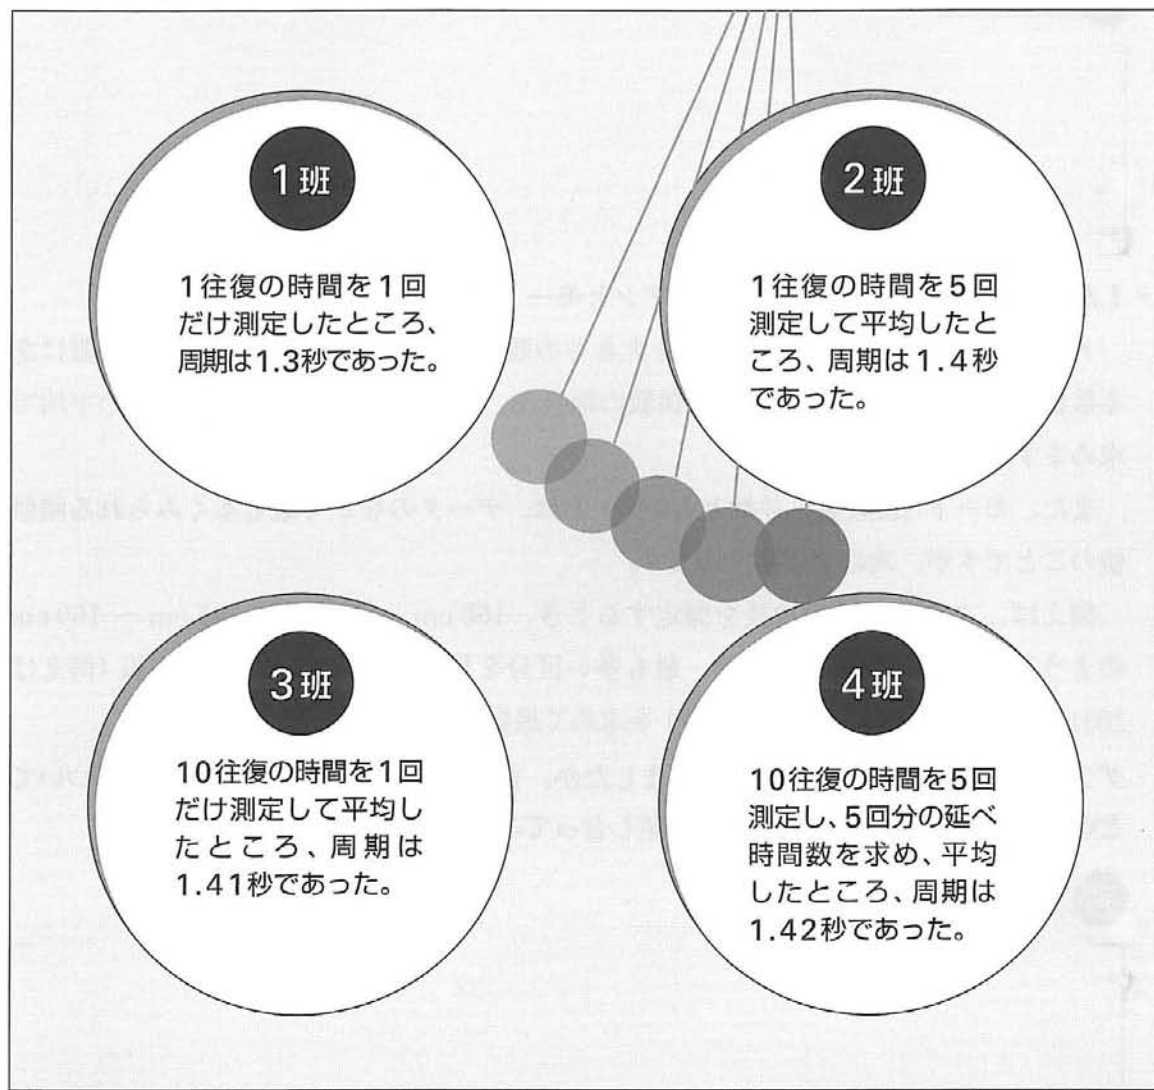 1班
1往復の時間を1回
だけ測定したところ、
周期は1.3秒であった。
2班
1往復の時間を5回
測定して平均したと
ころ、周期は1.4秒
であった。
3班
10往復の時間を1回
だけ測定して平均し
たところ、周期は
1.41秒であった。
4班
10往復の時間を5回
測定し、5回分の延べ
時間数を求め、平均
したところ、周期は
1.42秒であった。